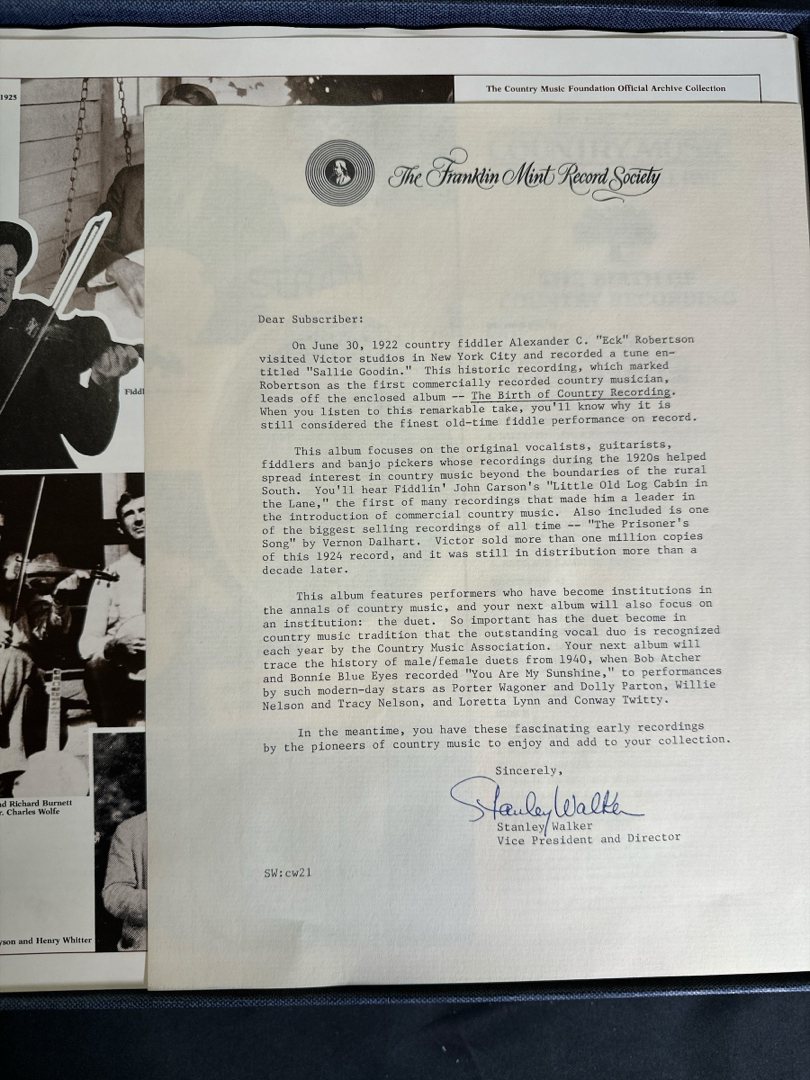 1925
The Country Music Foundation Official Archive Collection
The Franklin Mint Record Society
Dear Subscriber:
On June 30, 1922 country fiddler Alexander C. "Eck" Robertson
visited Victor studios in New York City and recorded a tune en-
titled "Sallie Goodin." This historic recording, which marked
Robertson as the first commercially recorded country musician,
leads off the enclosed album -- The Birth of Country Recording.
When you listen to this remarkable take, you'll know why it is
still considered the finest old-time fiddle performance on record.
This album focuses on the original vocalists, guitarists,
fiddlers and banjo pickers whose recordings during the 1920s helped
spread interest in country music beyond the boundaries of the rural
South. You'll hear Fiddlin' John Carson's "Little Old Log Cabin in
the Lane," the first of many recordings that made him a leader in
the introduction of commercial country music. Also included is one
of the biggest selling recordings of all time -- "The Prisoner's
Song" by Vernon Dalhart. Victor sold more than one million copies
of this 1924 record, and it was still in distribution more than a
decade later.
This album features performers who have become institutions in
the annals of country music, and your next album will also focus on
an institution: the duet. So important has the duet become in
country music tradition that the outstanding vocal duo is recognized
each year by the Country Music Association. Your next album will
trace the history of male/female duets from 1940, when Bob Atcher
and Bonnie Blue Eyes recorded "You Are My Sunshine," to performances
by such modern-day stars as Porter Wagoner and Dolly Parton, Willie
Nelson and Tracy Nelson, and Loretta Lynn and Conway Twitty.
In the meantime, you have these fascinating early recordings
by the pioneers of country music to enjoy and add to your collection.
Sincerely,
Stanley Walker
Stanley Walker
Vice President and Director
SW:cw21
Fiddl
nd Richard Burnett
r. Charles Wolfe
yson and Henry Whitter